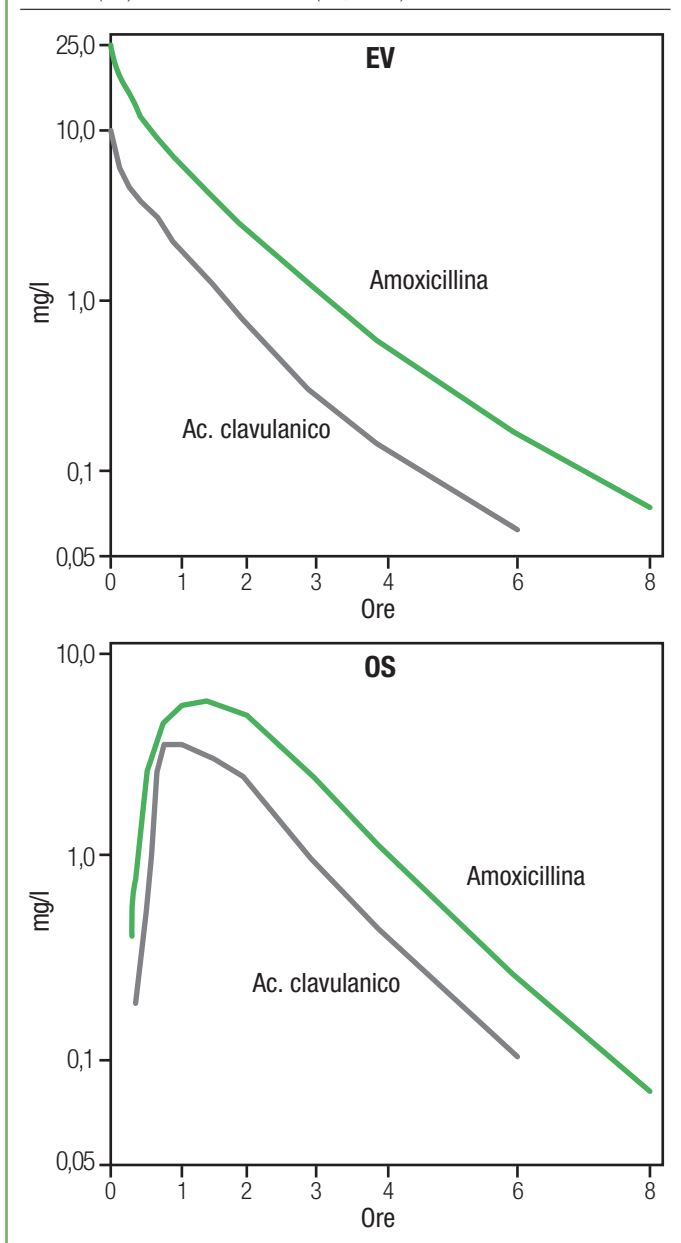 EV
25,0
10,0
1,0
0,1
0,05
mg/l
Amoxicillina
Ac. clavulanico
0 1 2 3 4 6 8
Ore
OS
10,0
1,0
0,1
0,05
mg/l
Amoxicillina
Ac. clavulanico
0 1 2 3 4 6 8
Ore